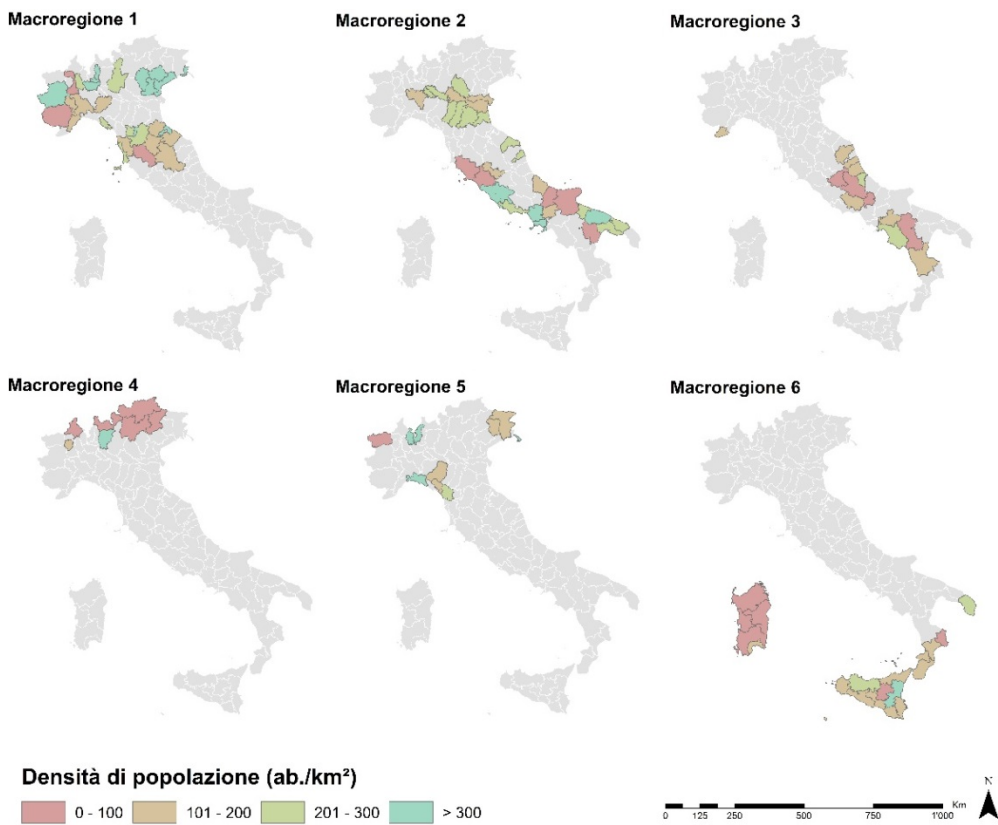 Macroregione 1
Macroregione 2
Macroregione 3
Macroregione 4
Macroregione 5
Macroregione 6
Densità di popolazione (ab./km²)
0 - 100
101 - 200
201 - 300
> 300
Km
0 125 250 500 750 1'000
N